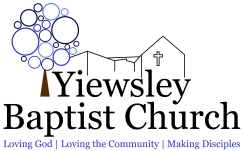 Yiewsley
Baptist Church
Loving God | Loving the Community | Making Disciples